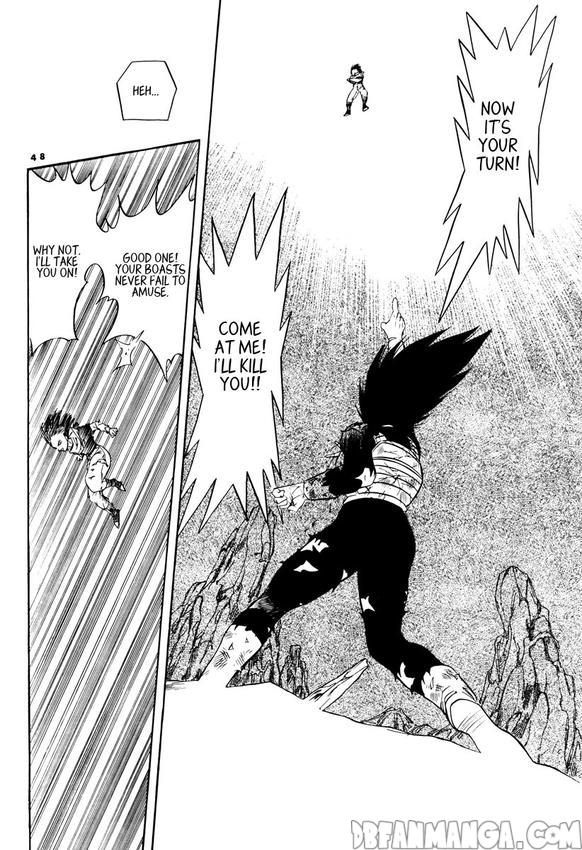 NOW
IT'S
YOUR
TURN!
COME
AT ME!
I'LL KILL
YOU!!
HEH...
48
GOOD ONE!
YOUR BOASTS
NEVER FAIL TO
AMUSE.
WHY NOT.
I'LL TAKE
YOU ON!
DBFANMANGA.COM